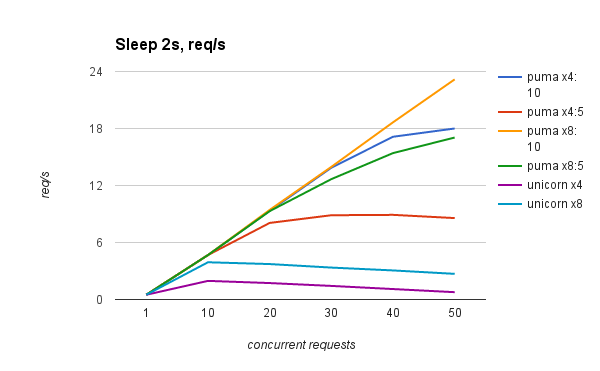 Sleep 2s, req/s
24
18
12
6
0
req/s
1 10 20 30 40 50
concurrent requests
puma x4:
10
puma x4:5
puma x8:
10
puma x8:5
unicorn x4
unicorn x8